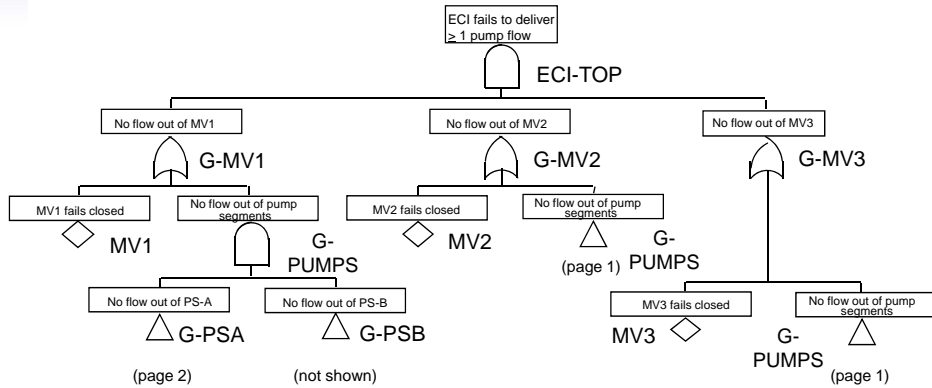 ECI fails to deliver
≥ 1 pump flow
ECI-TOP
No flow out of MV1
G-MV1
No flow out of MV2
G-MV2
No flow out of MV3
G-MV3
MV1 fails closed
MV1
No flow out of pump
segments
G-
PUMPS
MV2 fails closed
MV2
No flow out of pump
segments
G-
PUMPS
(page 1)
No flow out of PS-A
G-PSA
(page 2)
No flow out of PS-B
G-PSB
(not shown)
MV3 fails closed
MV3
No flow out of pump
segments
G-
PUMPS
(page 1)